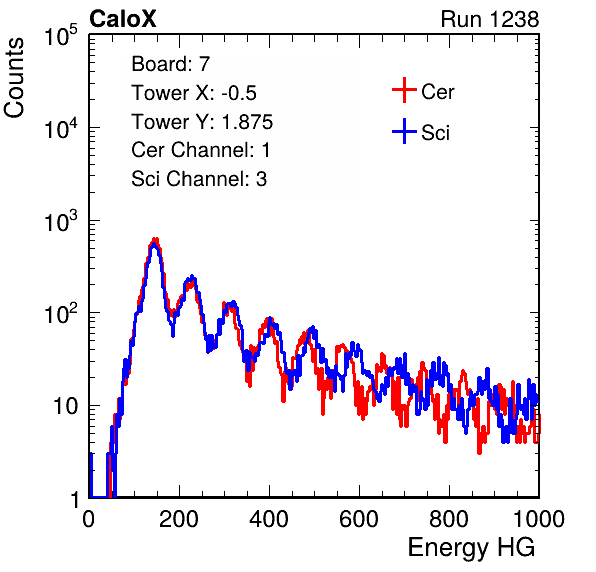 CaloX Run 1238
Counts
10^5
10^4
10^3
10^2
10
1
Board: 7
Tower X: -0.5
Tower Y: 1.875
Cer Channel: 1
Sci Channel: 3
Cer
Sci
0 200 400 600 800 1000
Energy HG